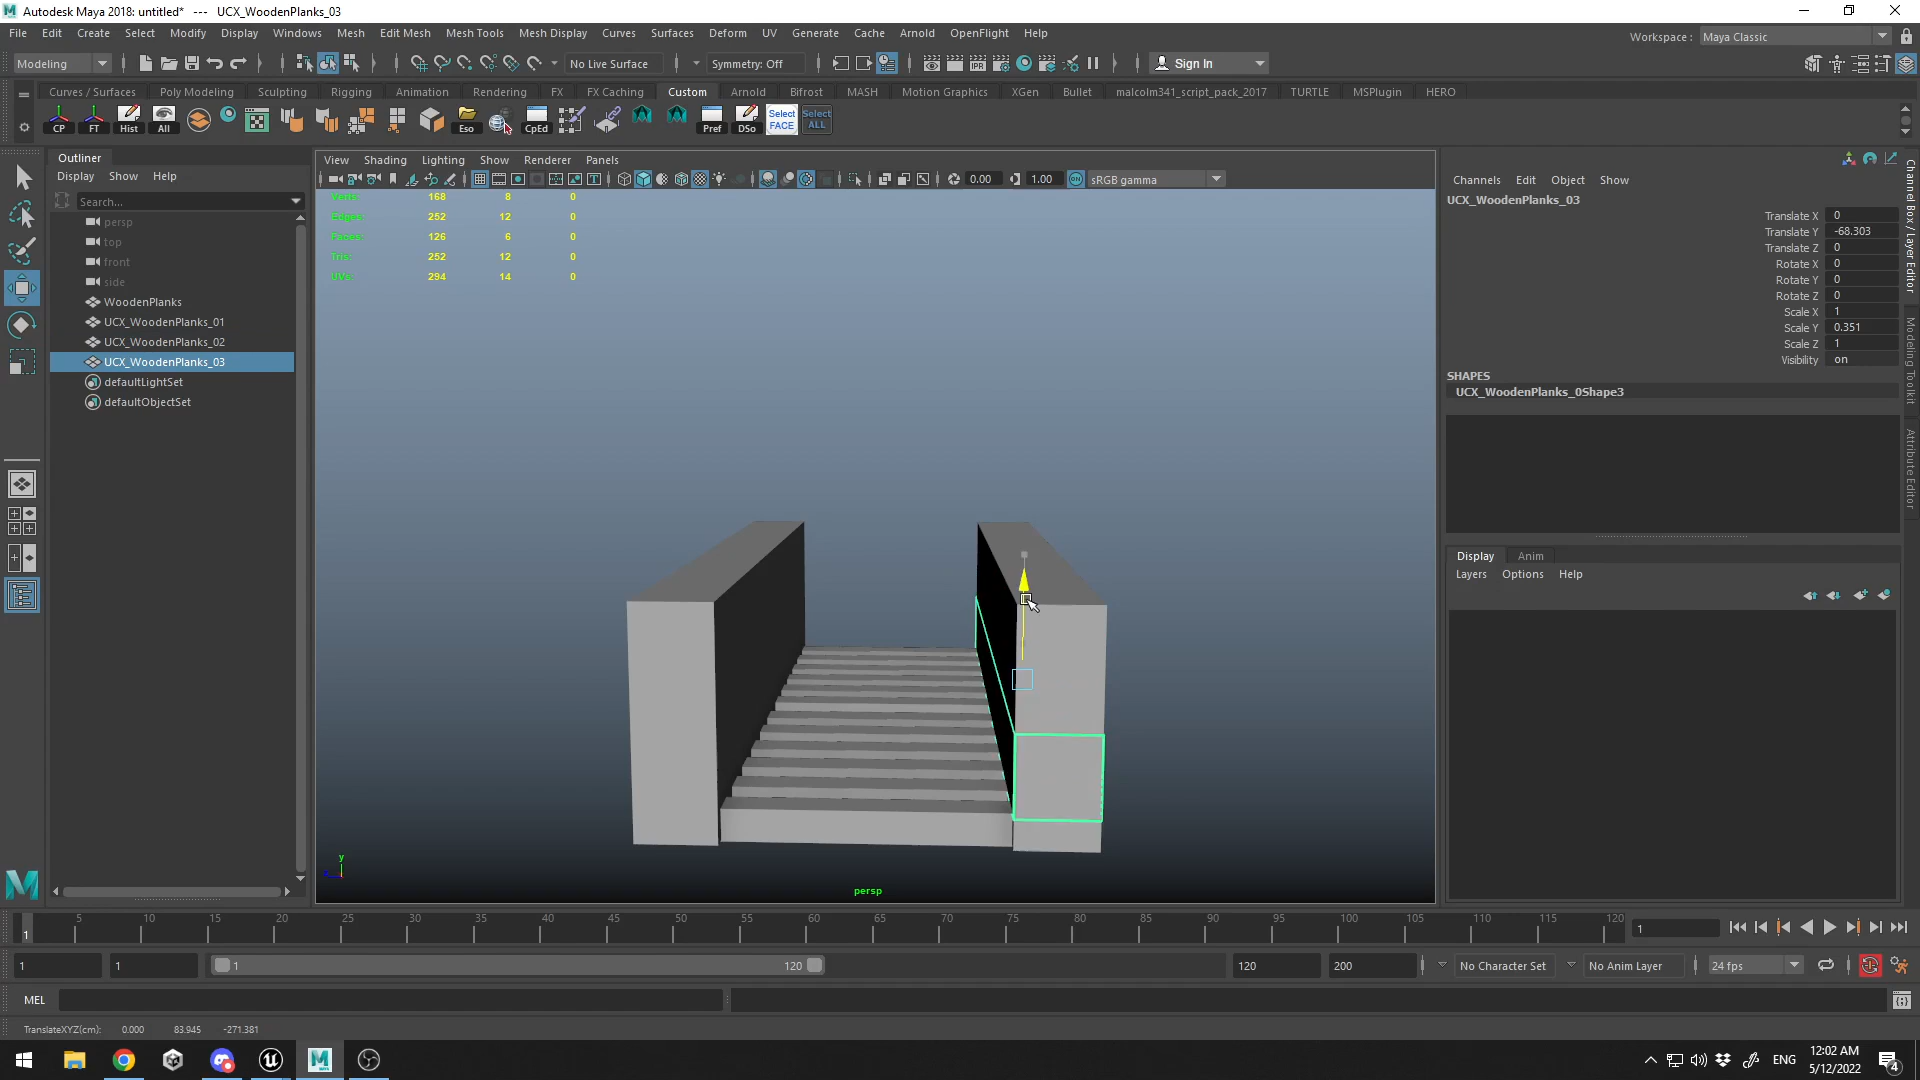 Autodesk Maya 2018: untitled*   ---   UCX_WoodenPlanks_03
File Edit Create Select Modify Display Windows Mesh Edit Mesh Mesh Tools Mesh Display Curves Surfaces Deform UV Generate Cache Arnold OpenFlight Help
Workspace : Maya Classic
Modeling No Live Surface Symmetry: Off Sign In
Curves / Surfaces Poly Modeling Sculpting Rigging Animation Rendering FX FX Caching Custom Arnold Bifrost MASH Motion Graphics XGen Bullet malcolm341_script_pack_2017 TURTLE MSPlugin HERO
CP FT Hist All Eso CpEd Pref DSo Select FACE Select ALL
IPR
Outliner
Display Show Help
Search...
persp
top
front
side
WoodenPlanks
UCX_WoodenPlanks_01
UCX_WoodenPlanks_02
UCX_WoodenPlanks_03
defaultLightSet
defaultObjectSet
View Shading Lighting Show Renderer Panels
0.00 1.00 sRGB gamma
Verts: 168 8 0
Edges: 252 12 0
Faces: 126 6 0
Tris: 252 12 0
UVs: 294 14 0
y
persp
Channels Edit Object Show
UCX_WoodenPlanks_03
Translate X 0
Translate Y -68.303
Translate Z 0
Rotate X 0
Rotate Y 0
Rotate Z 0
Scale X 1
Scale Y 0.351
Scale Z 1
Visibility on
SHAPES
UCX_WoodenPlanks_0Shape3
Display Anim
Layers Options Help
Channel Box / Layer Editor
Modeling Toolkit
Attribute Editor
5 10 15 20 25 30 35 40 45 50 55 60 65 70 75 80 85 90 95 100 105 110 115 120
1 1
1 1 1 120 120 200 No Character Set No Anim Layer 24 fps
MEL
TranslateXYZ(cm): 0.000 83.945 -271.381
ENG
12:02 AM
5/12/2022
4